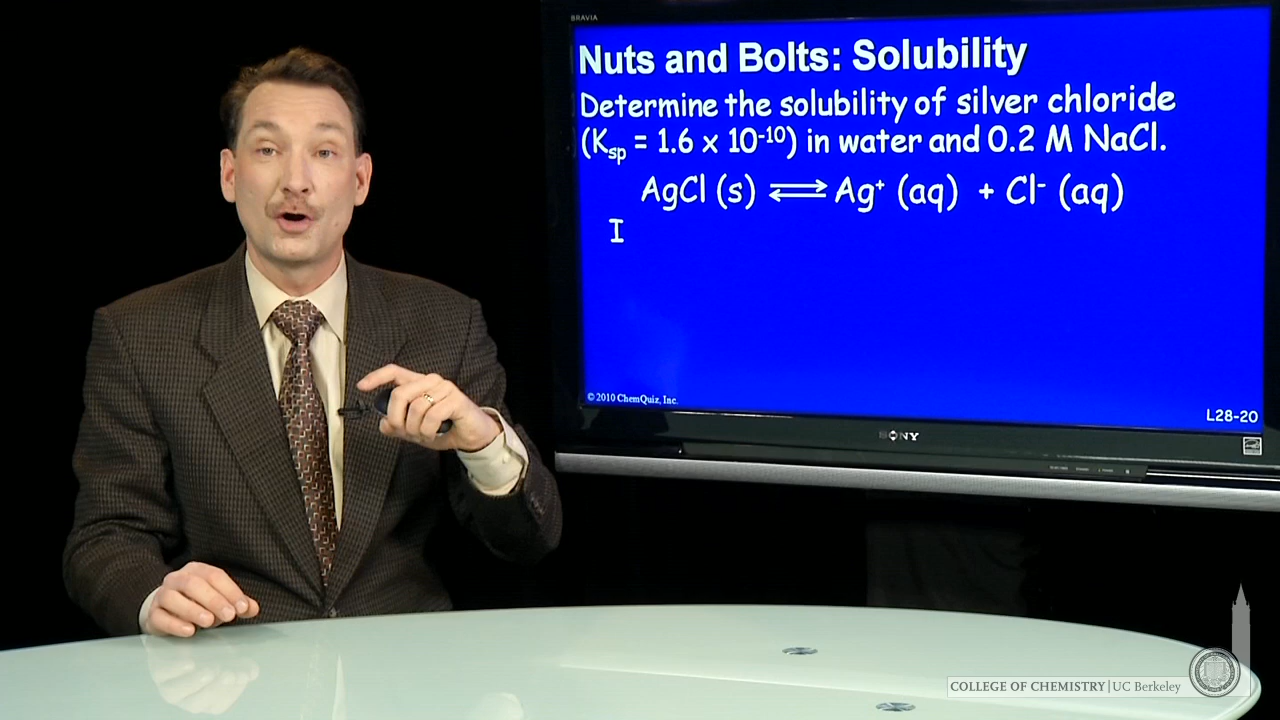 BRAVIA
Nuts and Bolts: Solubility
Determine the solubility of silver chloride
(Ksp = 1.6 x 10-10) in water and 0.2 M NaCl.
AgCl (s) ⇌ Ag+ (aq) + Cl- (aq)
I
© 2010 ChemQuiz, Inc.
L28-20
SONY
COLLEGE OF CHEMISTRY | UC Berkeley